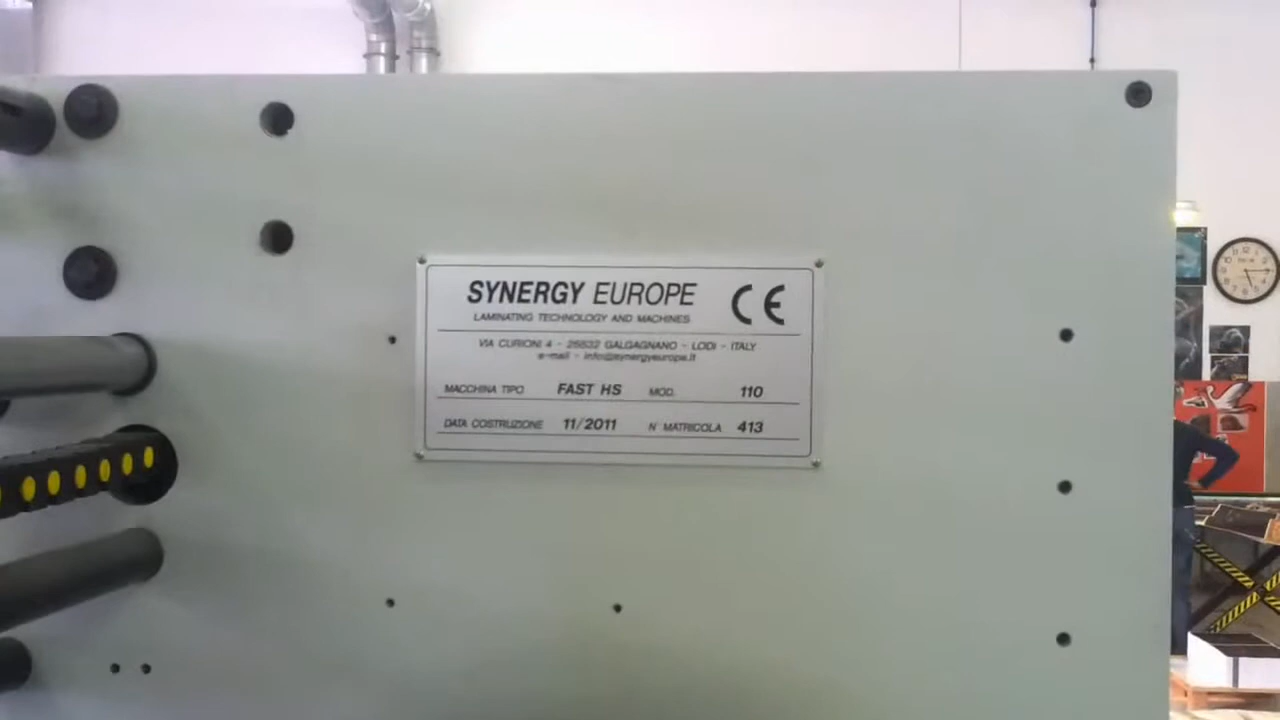 SYNERGY EUROPE
LAMINATING TECHNOLOGY AND MACHINES
CE
VIA CURIONI 4 - 26832 GALGAGNANO - LODI - ITALY
e-mail - info@synergyeurope.it
MACCHINA TIPO FAST HS MOD. 110
DATA COSTRUZIONE 11/2011 N MATRICOLA 413